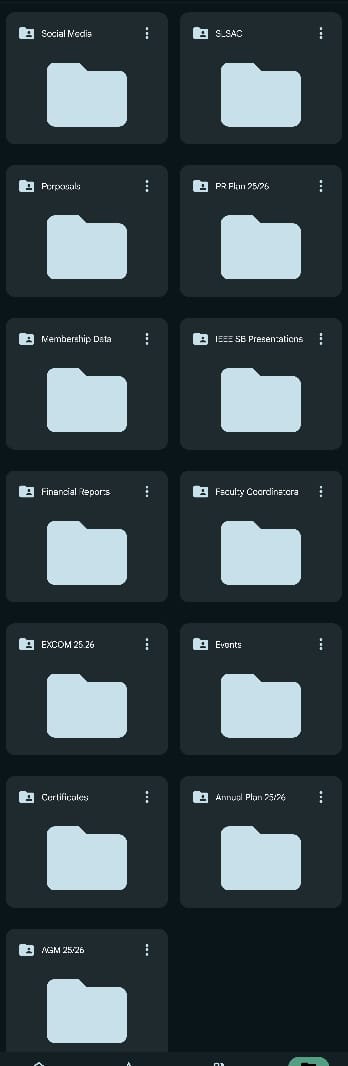 Social Media
SLSAC
Porposals
PR Plan 25/26
Membership Data
IEEE SB Presentations
Financial Reports
Faculty Coordinators
EXCOM 25.26
Events
Certificates
Annual Plan 25/26
AGM 25/26